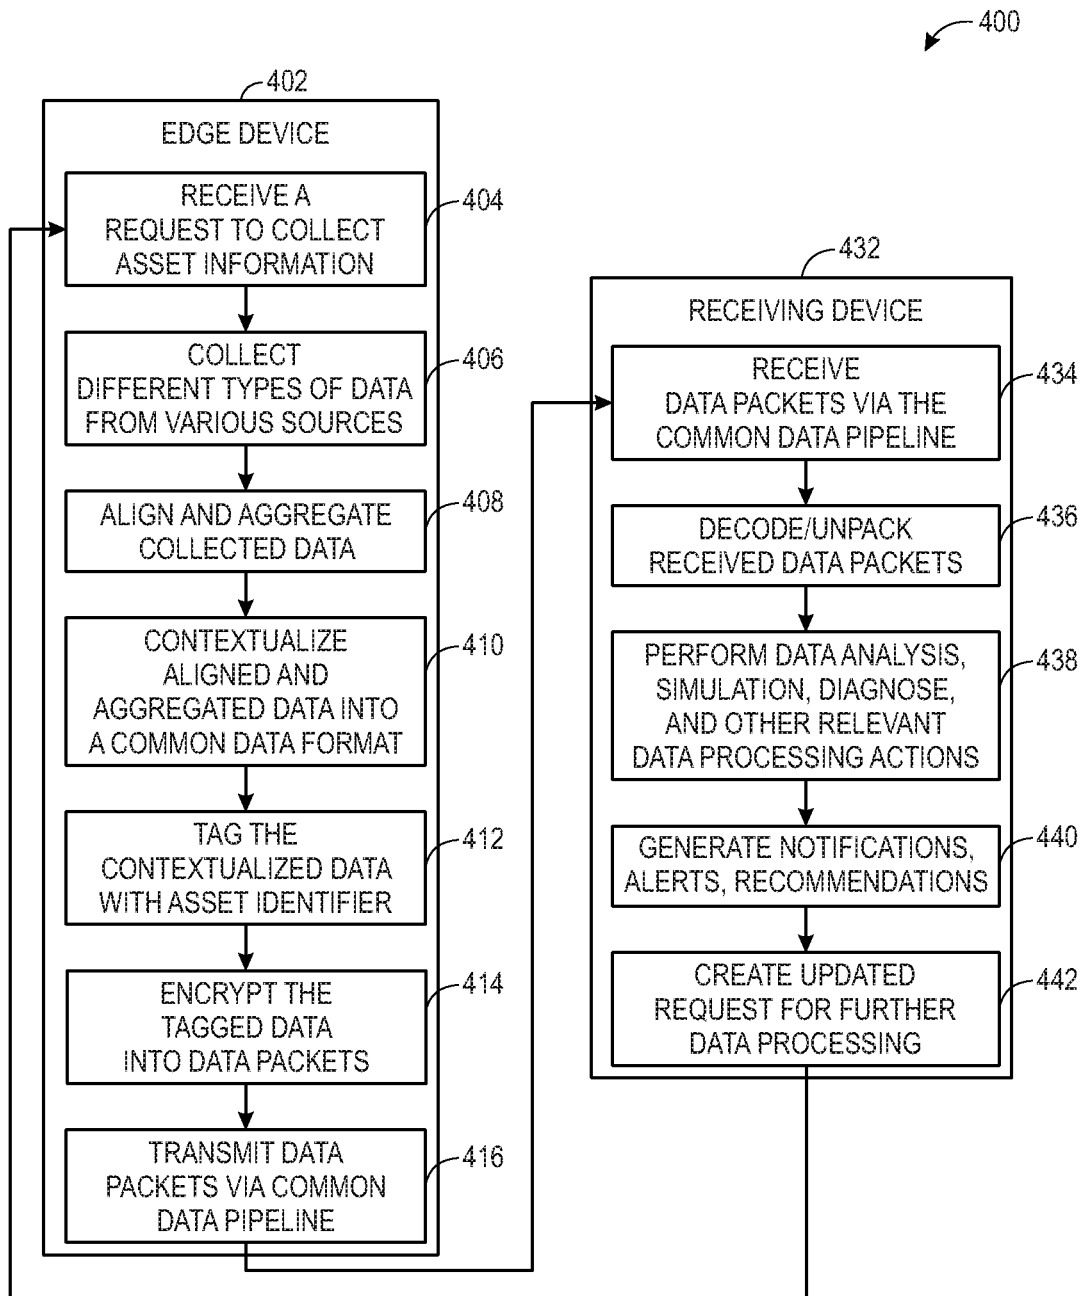 400
402
EDGE DEVICE
RECEIVE A
REQUEST TO COLLECT
ASSET INFORMATION
404
COLLECT
DIFFERENT TYPES OF DATA
FROM VARIOUS SOURCES
406
ALIGN AND AGGREGATE
COLLECTED DATA
408
CONTEXTUALIZE
ALIGNED AND
AGGREGATED DATA INTO
A COMMON DATA FORMAT
410
TAG THE
CONTEXTUALIZED DATA
WITH ASSET IDENTIFIER
412
ENCRYPT THE
TAGGED DATA
INTO DATA PACKETS
414
TRANSMIT DATA
PACKETS VIA COMMON
DATA PIPELINE
416
432
RECEIVING DEVICE
RECEIVE
DATA PACKETS VIA THE
COMMON DATA PIPELINE
434
DECODE/UNPACK
RECEIVED DATA PACKETS
436
PERFORM DATA ANALYSIS,
SIMULATION, DIAGNOSE,
AND OTHER RELEVANT
DATA PROCESSING ACTIONS
438
GENERATE NOTIFICATIONS,
ALERTS, RECOMMENDATIONS
440
CREATE UPDATED
REQUEST FOR FURTHER
DATA PROCESSING
442